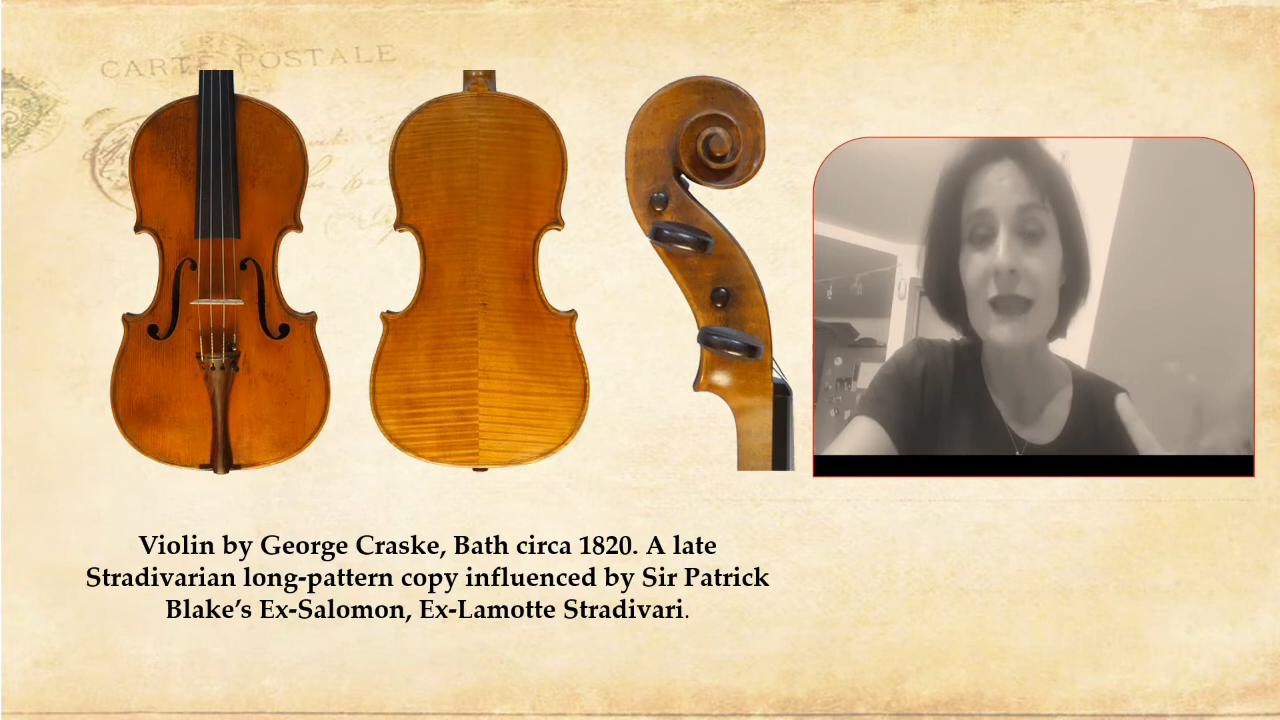 CARTE POSTALE
Violin by George Craske, Bath circa 1820. A late
Stradivarian long-pattern copy influenced by Sir Patrick
Blake’s Ex-Salomon, Ex-Lamotte Stradivari.